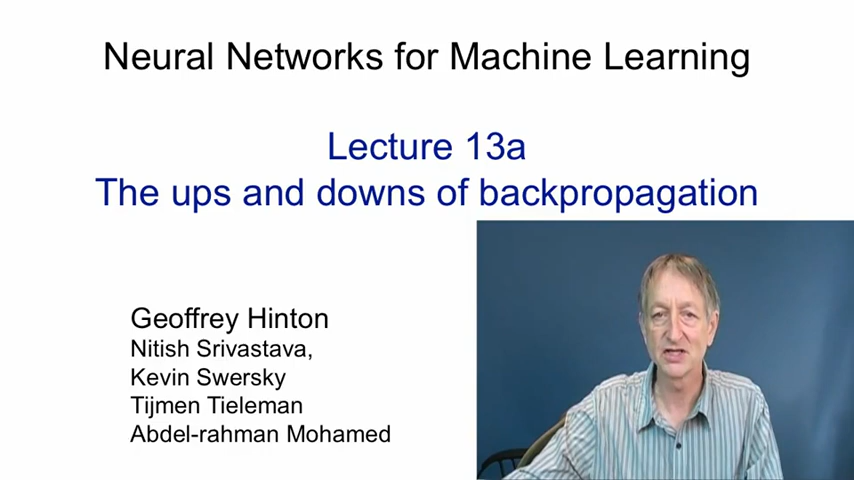 Neural Networks for Machine Learning
Lecture 13a
The ups and downs of backpropagation
Geoffrey Hinton
Nitish Srivastava,
Kevin Swersky
Tijmen Tieleman
Abdel-rahman Mohamed